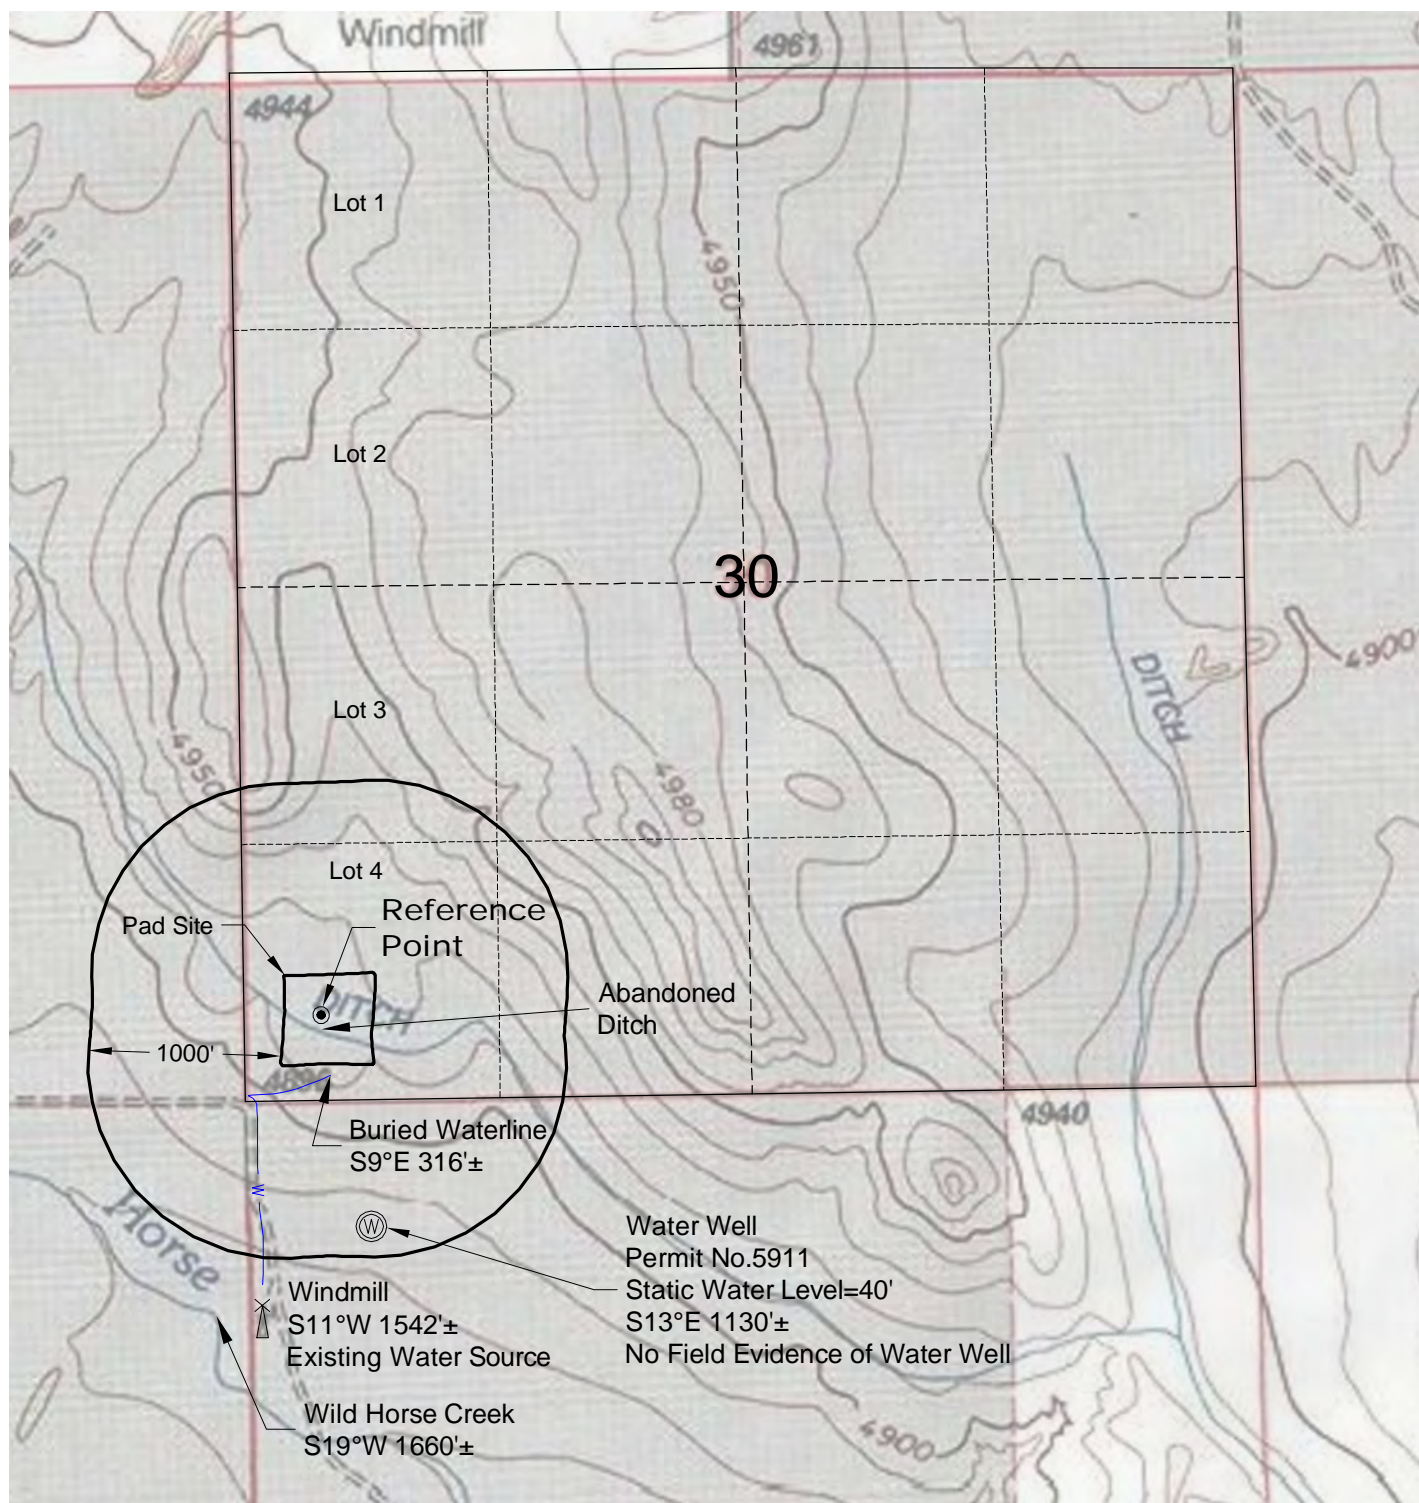 Windmill
4961
4944
Lot 1
4950
Lot 2
30
4900
DITCH
Lot 3
4950
4980
Lot 4
Reference
Point
Pad Site
Abandoned
Ditch
DITCH
1000'
4940
Buried Waterline
S9°E 316'±
W
Horse
W
Water Well
Permit No.5911
Static Water Level=40'
S13°E 1130'±
No Field Evidence of Water Well
Windmill
S11°W 1542'±
Existing Water Source
Wild Horse Creek
S19°W 1660'±
4900